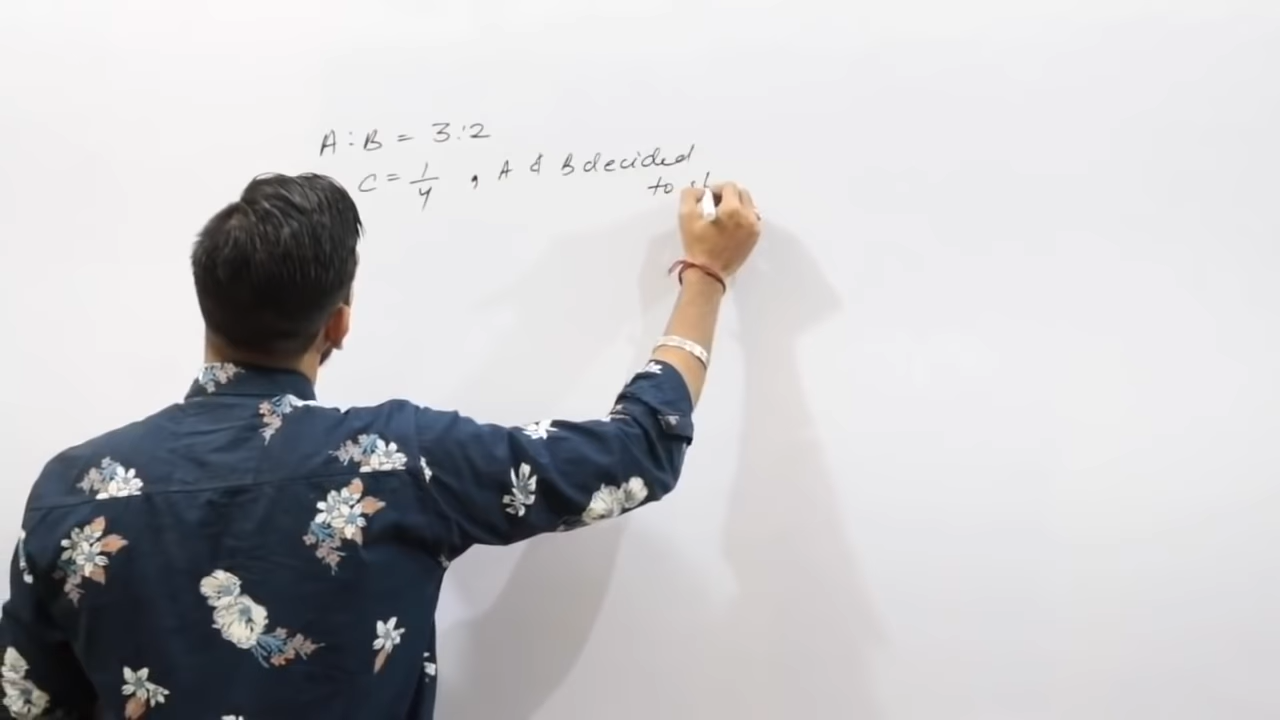 A : B = 3:2
C = 1/4 , A & B decided
to